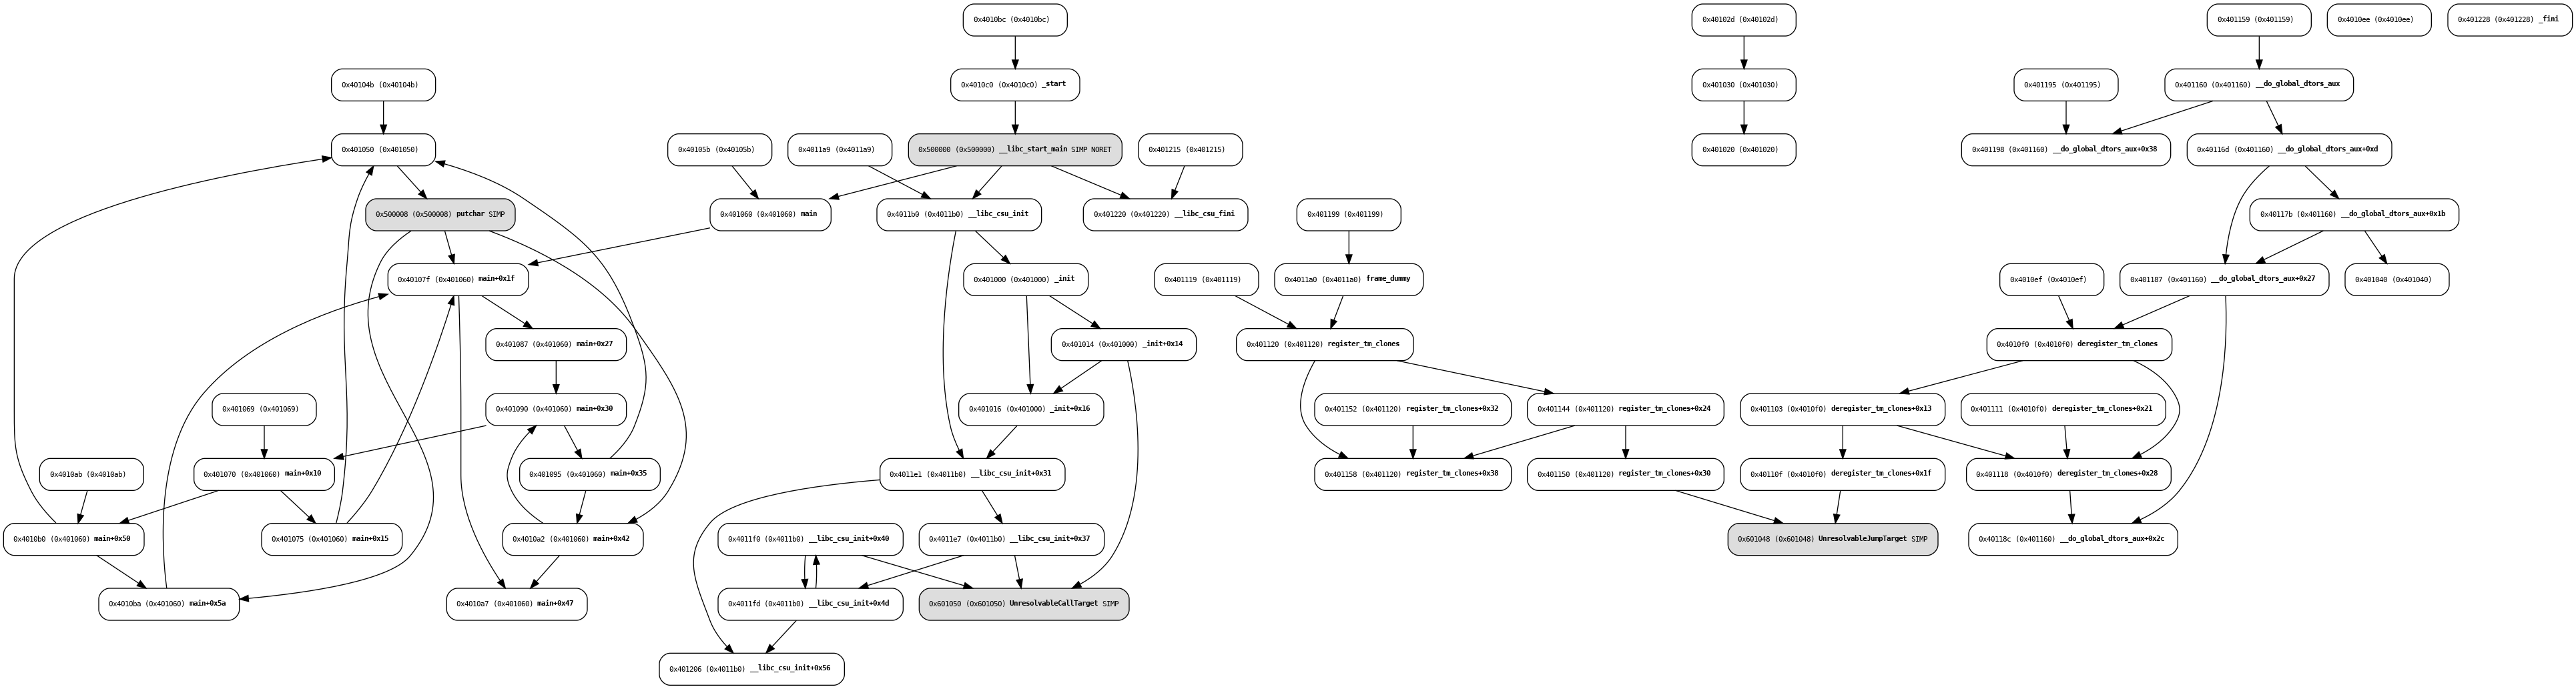 0x4010bc (0x4010bc)
0x40102d (0x40102d)
0x401159 (0x401159)
0x4010ee (0x4010ee)
0x401228 (0x401228) _fini
0x40104b (0x40104b)
0x4010c0 (0x4010c0) _start
0x401030 (0x401030)
0x401195 (0x401195)
0x401160 (0x401160) __do_global_dtors_aux
0x401050 (0x401050)
0x40105b (0x40105b)
0x4011a9 (0x4011a9)
0x500000 (0x500000) __libc_start_main SIMP NORET
0x401215 (0x401215)
0x401020 (0x401020)
0x401198 (0x401160) __do_global_dtors_aux+0x38
0x40116d (0x401160) __do_global_dtors_aux+0xd
0x500008 (0x500008) putchar SIMP
0x401060 (0x401060) main
0x4011b0 (0x4011b0) __libc_csu_init
0x401220 (0x401220) __libc_csu_fini
0x401199 (0x401199)
0x40117b (0x401160) __do_global_dtors_aux+0x1b
0x40107f (0x401060) main+0x1f
0x401000 (0x401000) _init
0x401119 (0x401119)
0x4011a0 (0x4011a0) frame_dummy
0x4010ef (0x4010ef)
0x401187 (0x401160) __do_global_dtors_aux+0x27
0x401040 (0x401040)
0x401087 (0x401060) main+0x27
0x401014 (0x401000) _init+0x14
0x401120 (0x401120) register_tm_clones
0x4010f0 (0x4010f0) deregister_tm_clones
0x401069 (0x401069)
0x401090 (0x401060) main+0x30
0x401016 (0x401000) _init+0x16
0x401152 (0x401120) register_tm_clones+0x32
0x401144 (0x401120) register_tm_clones+0x24
0x401103 (0x4010f0) deregister_tm_clones+0x13
0x401111 (0x4010f0) deregister_tm_clones+0x21
0x4010ab (0x4010ab)
0x401070 (0x401060) main+0x10
0x401095 (0x401060) main+0x35
0x4011e1 (0x4011b0) __libc_csu_init+0x31
0x401158 (0x401120) register_tm_clones+0x38
0x401150 (0x401120) register_tm_clones+0x30
0x40110f (0x4010f0) deregister_tm_clones+0x1f
0x401118 (0x4010f0) deregister_tm_clones+0x28
0x4010b0 (0x401060) main+0x50
0x401075 (0x401060) main+0x15
0x4010a2 (0x401060) main+0x42
0x4011f0 (0x4011b0) __libc_csu_init+0x40
0x4011e7 (0x4011b0) __libc_csu_init+0x37
0x601048 (0x601048) UnresolvableJumpTarget SIMP
0x40118c (0x401160) __do_global_dtors_aux+0x2c
0x4010ba (0x401060) main+0x5a
0x4010a7 (0x401060) main+0x47
0x4011fd (0x4011b0) __libc_csu_init+0x4d
0x601050 (0x601050) UnresolvableCallTarget SIMP
0x401206 (0x4011b0) __libc_csu_init+0x56